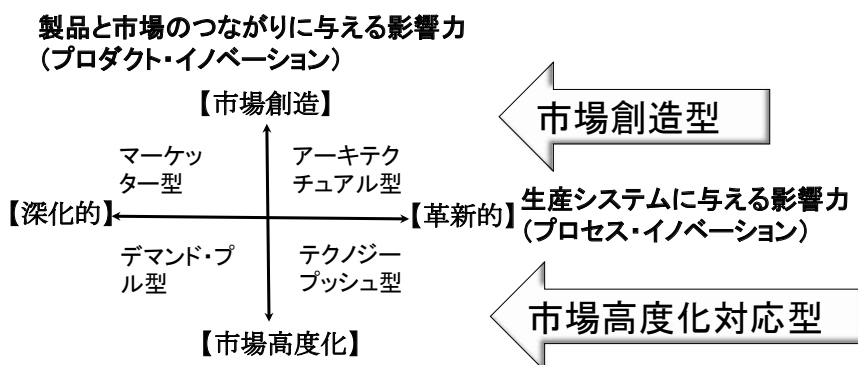 製品と市場のつながりに与える影響力
(プロダクト・イノベーション)
【市場創造】
市場創造型
マーケッ
ター型
アーキテク
チュアル型
【深化的】
【革新的】
生産システムに与える影響力
(プロセス・イノベーション)
デマンド・プ
ル型
テクノジー
プッシュ型
市場高度化対応型
【市場高度化】